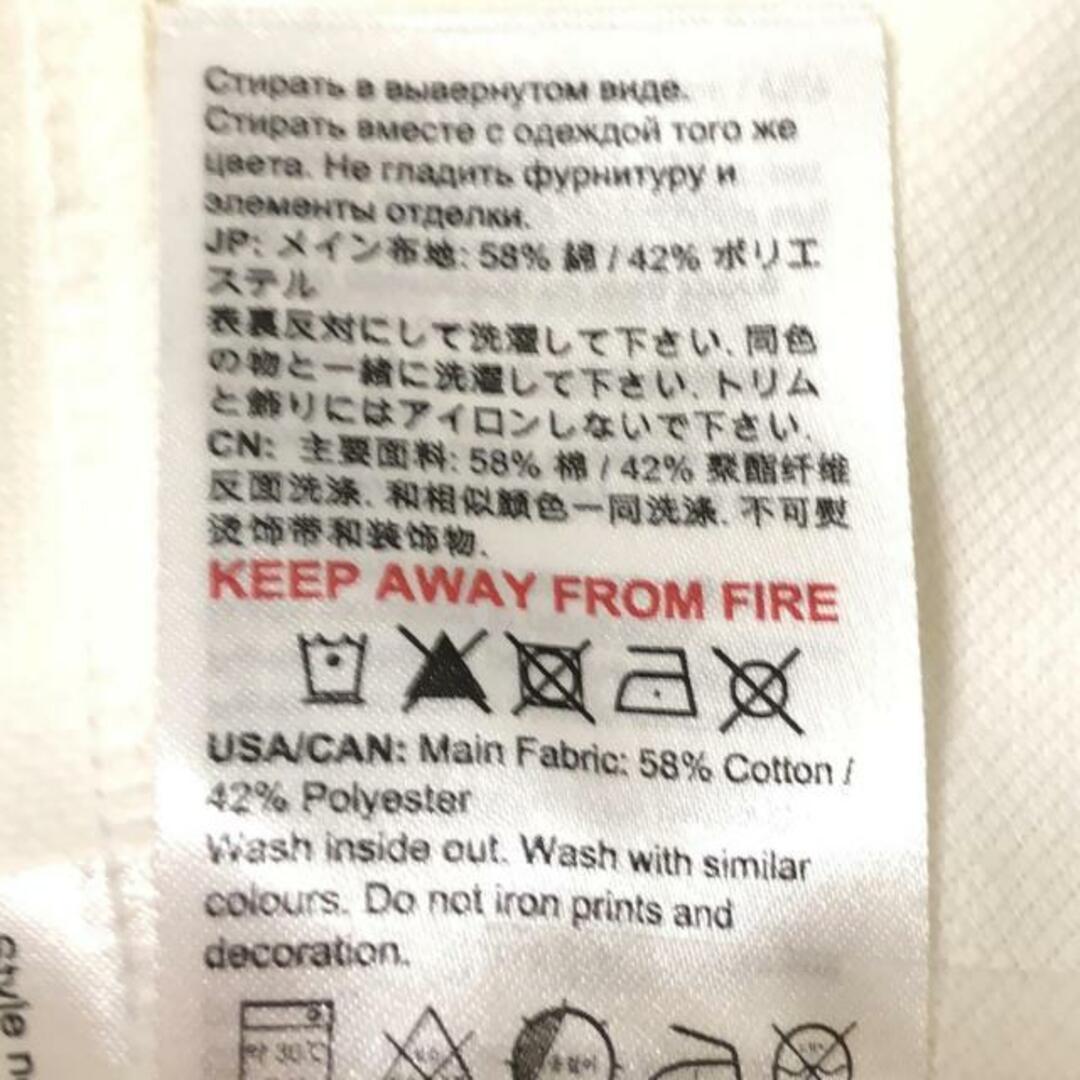 Стирать в вывернутом виде.
Стирать вместе с одеждой того же
цвета. Не гладить фурнитуру и
элементы отделки.
JP: メイン布地: 58% 綿 / 42% ポリエ
ステル
表裏反対にして洗濯して下さい. 同色
の物と一緒に洗濯して下さい. トリム
と飾りにはアイロンしないで下さい.
CN: 主要面料: 58% 棉 / 42% 聚酯纤维
反面洗涤. 和相似颜色一同洗涤. 不可熨
烫饰带和装饰物.
KEEP AWAY FROM FIRE
USA/CAN: Main Fabric: 58% Cotton /
42% Polyester
Wash inside out. Wash with similar
colours. Do not iron prints and
decoration.
약 30℃
Style